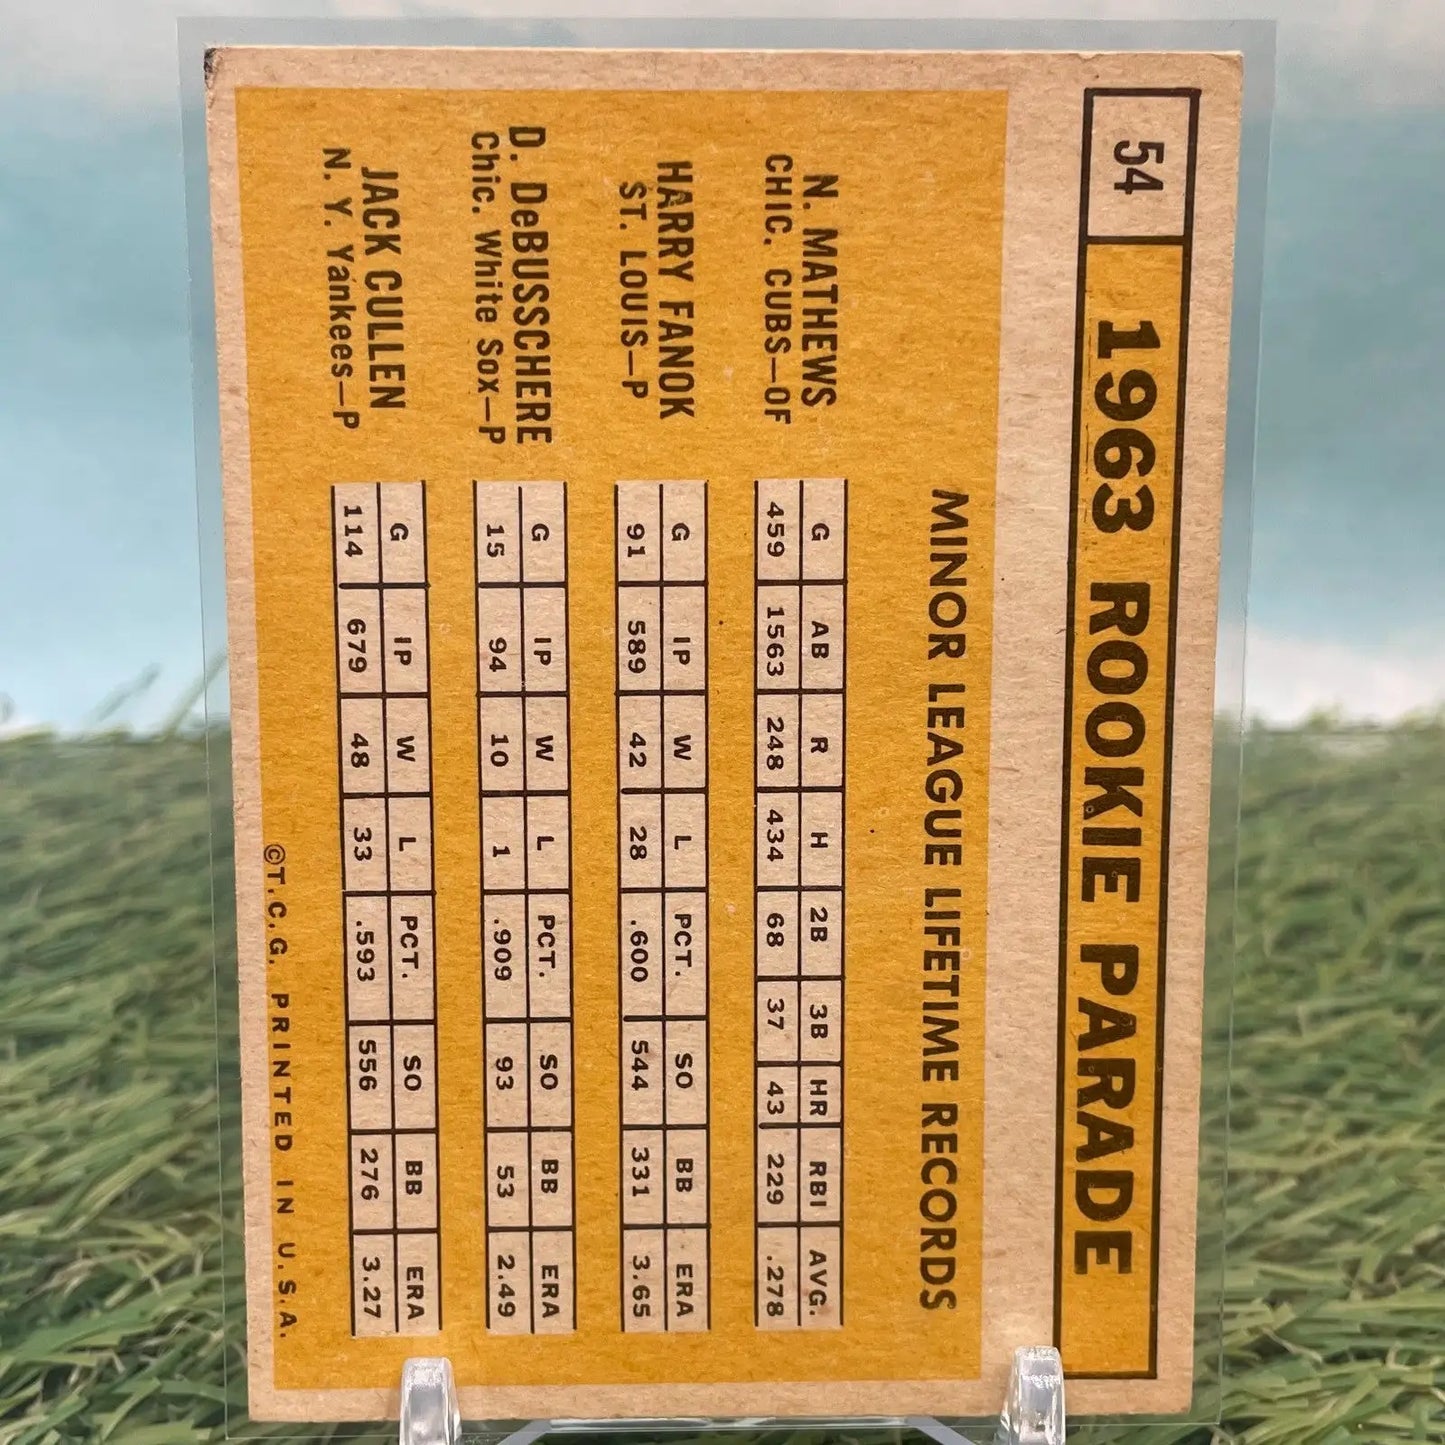 54 1963 ROOKIE PARADE
MINOR LEAGUE LIFETIME RECORDS
N. MATHEWS
CHIC. CUBS—OF
G AB R H 2B 3B HR RBI AVG.
459 1563 248 434 68 37 43 229 .278
HARRY FANOK
ST. LOUIS—P
G IP W L PCT. SO BB ERA
91 589 42 28 .600 544 331 3.65
D. DeBUSSCHERE
Chic. White Sox—P
G IP W L PCT. SO BB ERA
15 94 10 1 .909 93 53 2.49
JACK CULLEN
N. Y. Yankees—P
G IP W L PCT. SO BB ERA
114 679 48 33 .593 556 276 3.27
©T.C.G. PRINTED IN U.S.A.